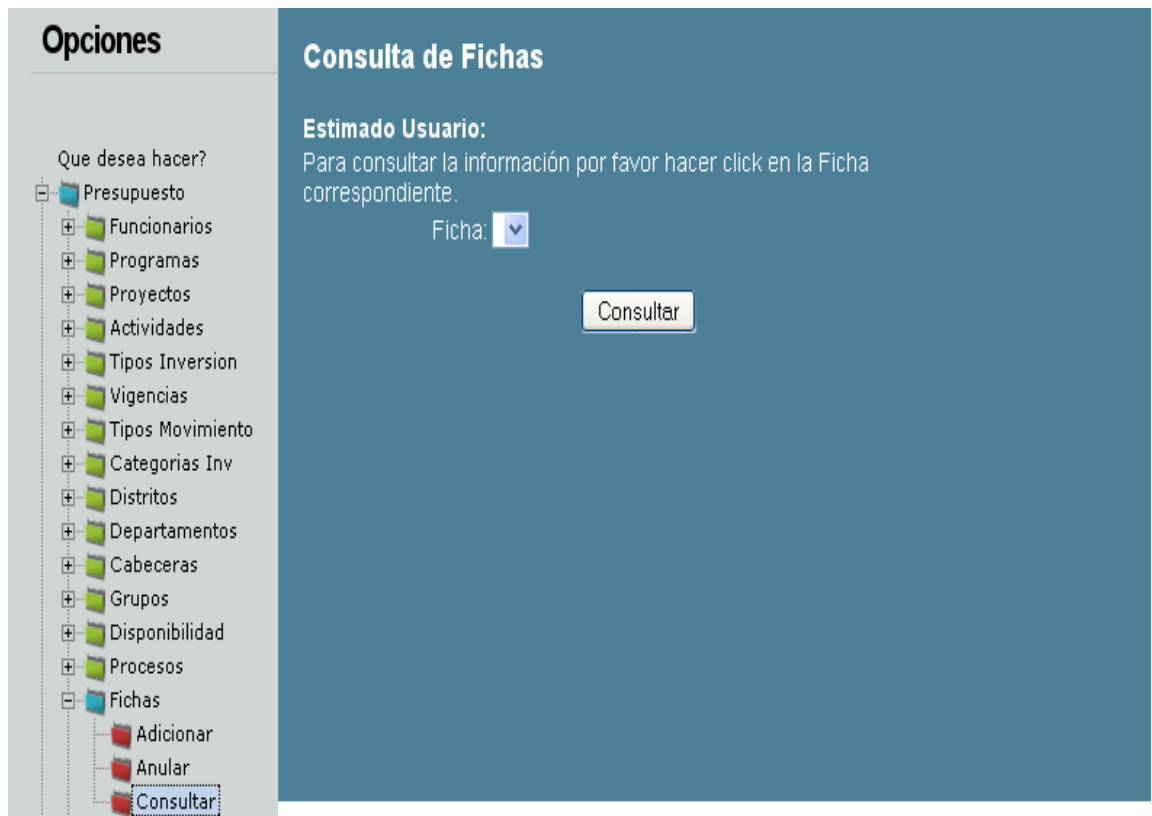 Opciones
Que desea hacer?
Presupuesto
Funcionarios
Programas
Proyectos
Actividades
Tipos Inversion
Vigencias
Tipos Movimiento
Categorias Inv
Distritos
Departamentos
Cabeceras
Grupos
Disponibilidad
Procesos
Fichas
Adicionar
Anular
Consultar
Consulta de Fichas
Estimado Usuario:
Para consultar la información por favor hacer click en la Ficha
correspondiente.
Ficha:
Consultar